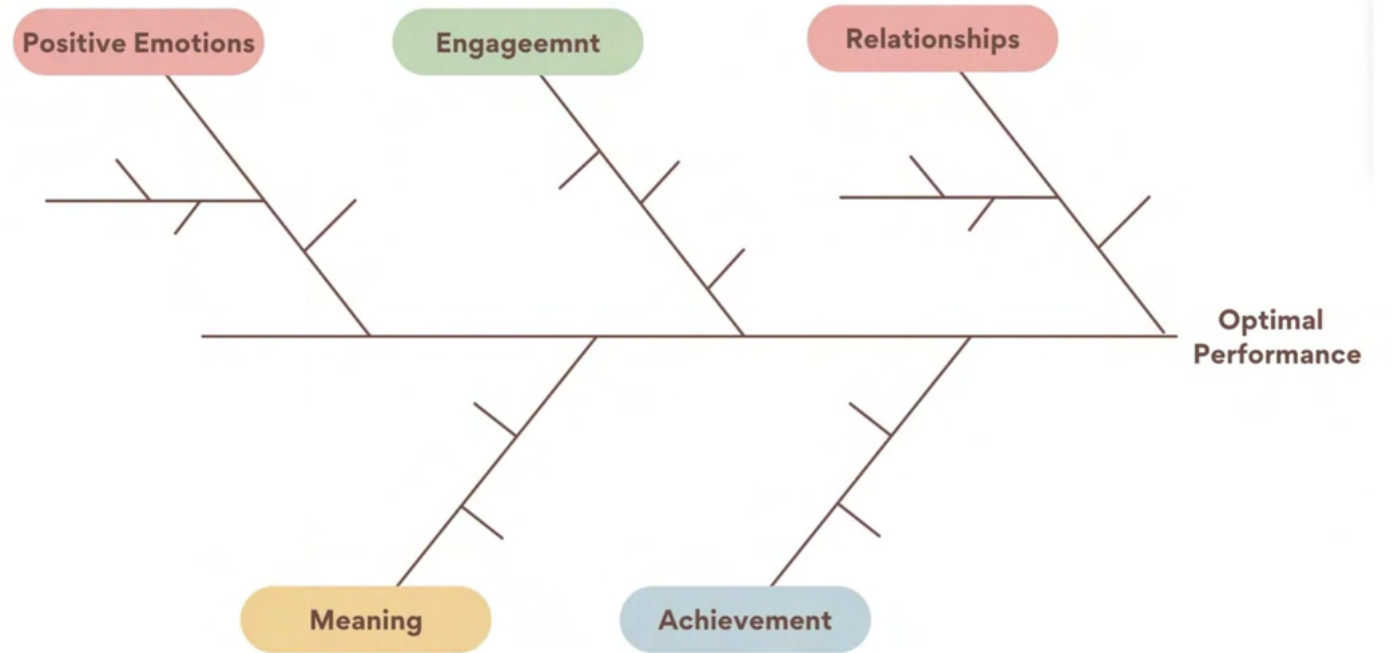 Positive Emotions
Engageemnt
Relationships
Optimal
Performance
Meaning
Achievement